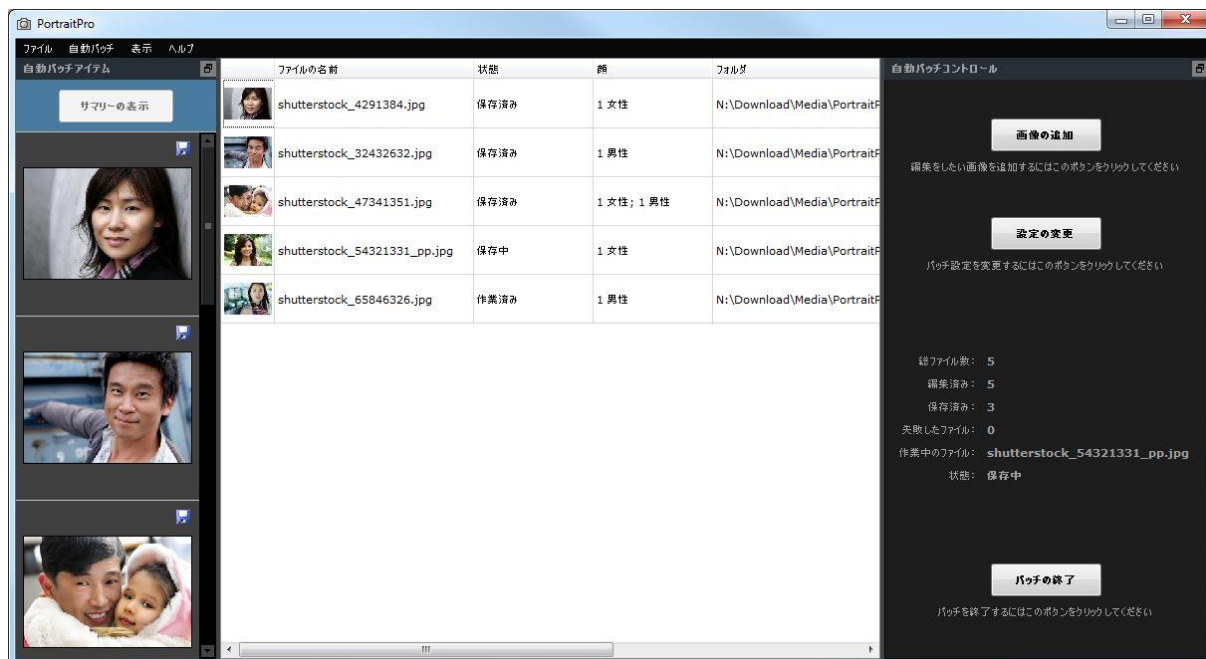 PortraitPro
ファイル 自動バッチ 表示 ヘルプ
自動バッチアイテム
サマリーの表示
ファイルの名前 状態 顔 フォルダ
shutterstock_4291384.jpg 保存済み 1 女性 N:\Download\Media\PortraitP
shutterstock_32432632.jpg 保存済み 1 男性 N:\Download\Media\PortraitP
shutterstock_47341351.jpg 保存済み 1 女性; 1 男性 N:\Download\Media\PortraitP
shutterstock_54321331_pp.jpg 保存中 1 女性 N:\Download\Media\PortraitP
shutterstock_65846326.jpg 作業済み 1 男性 N:\Download\Media\PortraitP
自動バッチコントロール
画像の追加
編集をしたい画像を追加するにはこのボタンをクリックしてください
設定の変更
バッチ設定を変更するにはこのボタンをクリックしてください
総ファイル数: 5
編集済み: 5
保存済み: 3
失敗したファイル: 0
作業中のファイル: shutterstock_54321331_pp.jpg
状態: 保存中
バッチの終了
バッチを終了するにはこのボタンをクリックしてください